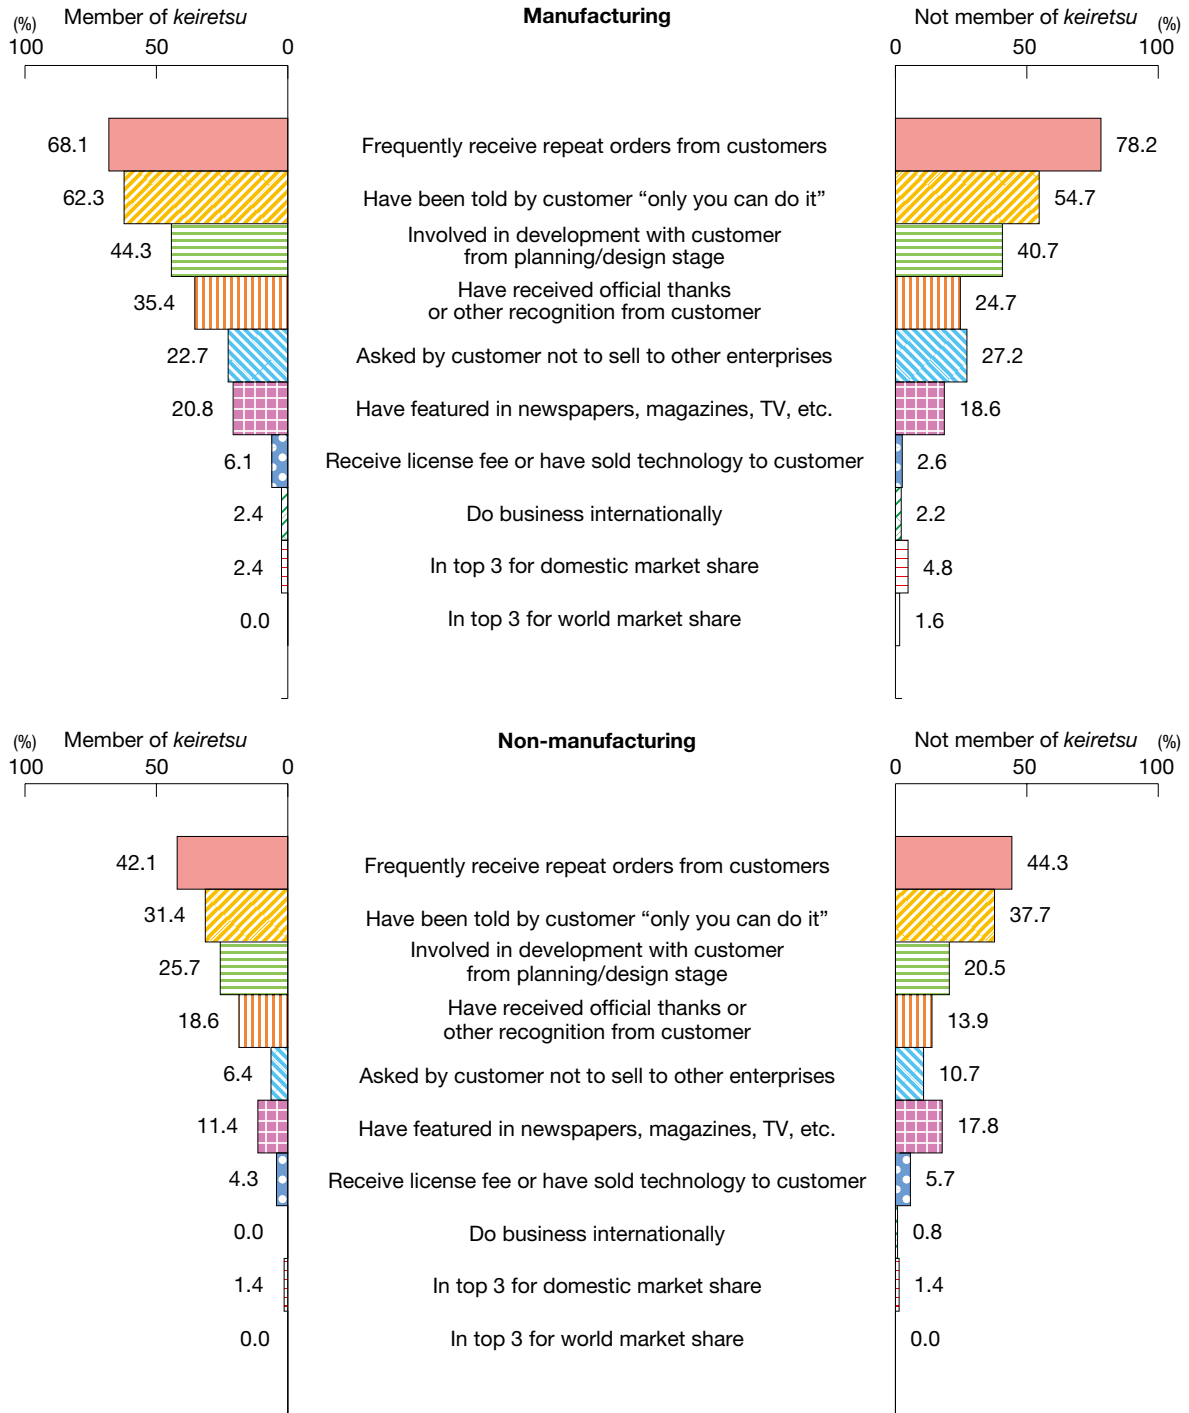 Member of keiretsu
Manufacturing
Not member of keiretsu
(%)
(%)
100 50 0
0 50 100
68.1 Frequently receive repeat orders from customers 78.2
62.3 Have been told by customer “only you can do it” 54.7
Involved in development with customer
44.3 from planning/design stage 40.7
Have received official thanks
35.4 or other recognition from customer 24.7
22.7 Asked by customer not to sell to other enterprises 27.2
20.8 Have featured in newspapers, magazines, TV, etc. 18.6
6.1 Receive license fee or have sold technology to customer 2.6
2.4 Do business internationally 2.2
2.4 In top 3 for domestic market share 4.8
0.0 In top 3 for world market share 1.6
(%) Member of keiretsu
Non-manufacturing
Not member of keiretsu (%)
100 50 0
0 50 100
42.1 Frequently receive repeat orders from customers 44.3
31.4 Have been told by customer “only you can do it” 37.7
Involved in development with customer
25.7 from planning/design stage 20.5
Have received official thanks or
18.6 other recognition from customer 13.9
6.4 Asked by customer not to sell to other enterprises 10.7
11.4 Have featured in newspapers, magazines, TV, etc. 17.8
4.3 Receive license fee or have sold technology to customer 5.7
0.0 Do business internationally 0.8
1.4 In top 3 for domestic market share 1.4
0.0 In top 3 for world market share 0.0